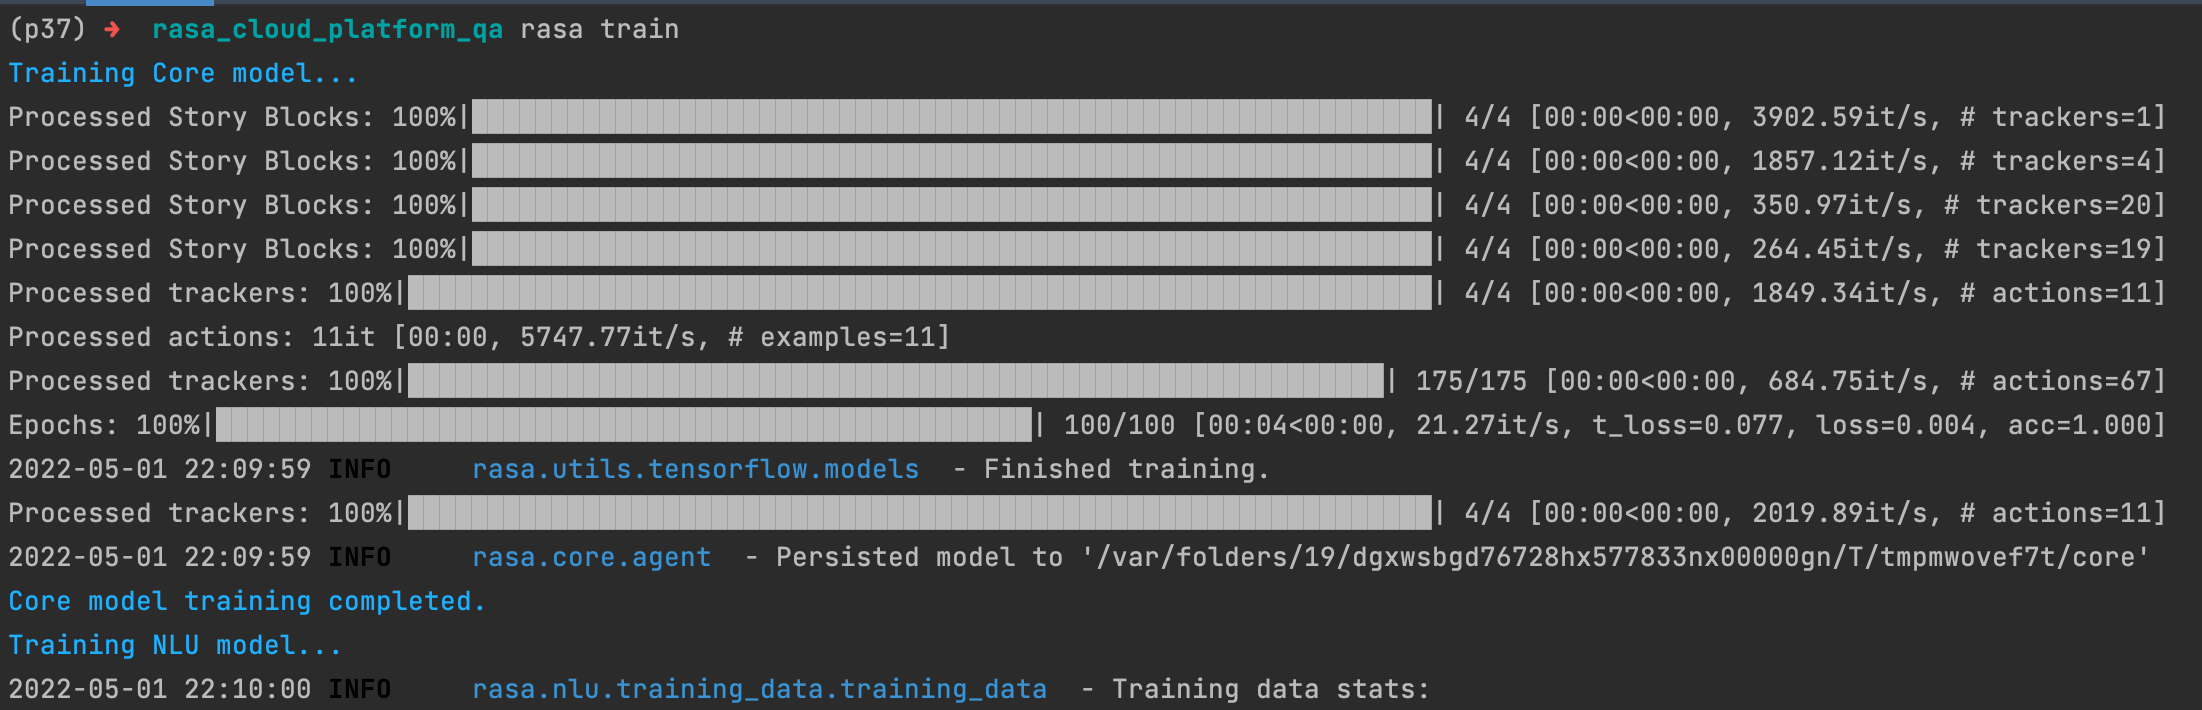 (p37) ➜ rasa_cloud_platform_qa rasa train
Training Core model...
Processed Story Blocks: 100%|██████████| 4/4 [00:00<00:00, 3902.59it/s, # trackers=1]
Processed Story Blocks: 100%|██████████| 4/4 [00:00<00:00, 1857.12it/s, # trackers=4]
Processed Story Blocks: 100%|██████████| 4/4 [00:00<00:00, 350.97it/s, # trackers=20]
Processed Story Blocks: 100%|██████████| 4/4 [00:00<00:00, 264.45it/s, # trackers=19]
Processed trackers: 100%|██████████| 4/4 [00:00<00:00, 1849.34it/s, # actions=11]
Processed actions: 11it [00:00, 5747.77it/s, # examples=11]
Processed trackers: 100%|██████████| 175/175 [00:00<00:00, 684.75it/s, # actions=67]
Epochs: 100%|██████████| 100/100 [00:04<00:00, 21.27it/s, t_loss=0.077, loss=0.004, acc=1.000]
2022-05-01 22:09:59 INFO rasa.utils.tensorflow.models - Finished training.
Processed trackers: 100%|██████████| 4/4 [00:00<00:00, 2019.89it/s, # actions=11]
2022-05-01 22:09:59 INFO rasa.core.agent - Persisted model to '/var/folders/19/dgxwsbgd76728hx577833nx00000gn/T/tmpmwovef7t/core'
Core model training completed.
Training NLU model...
2022-05-01 22:10:00 INFO rasa.nlu.training_data.training_data - Training data stats: